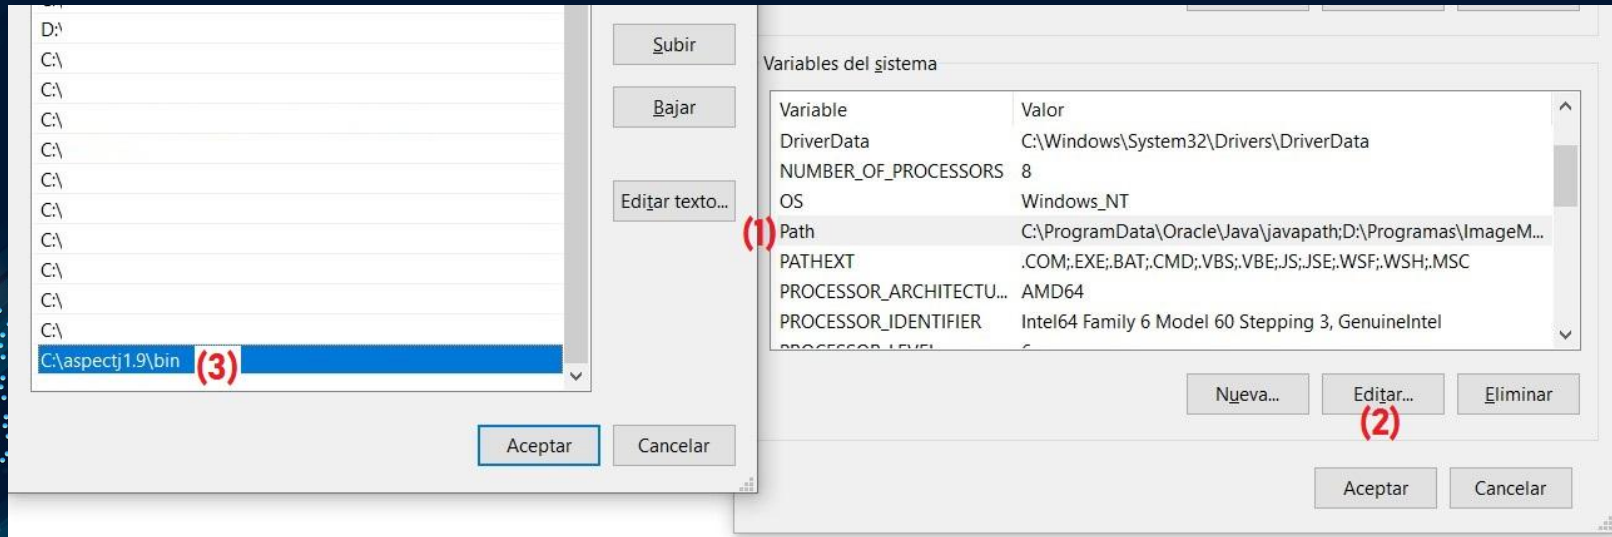 D:\
C:\
C:\
C:\
C:\
C:\
C:\
C:\
C:\
C:\
C:\
C:\aspectj1.9\bin (3)
Subir
Bajar
Editar texto...
Aceptar Cancelar
Variables del sistema
Variable Valor
DriverData C:\Windows\System32\Drivers\DriverData
NUMBER_OF_PROCESSORS 8
OS Windows_NT
(1) Path C:\ProgramData\Oracle\Java\javapath;D:\Programas\ImageM...
PATHEXT .COM;.EXE;.BAT;.CMD;.VBS;.VBE;.JS;.JSE;.WSF;.WSH;.MSC
PROCESSOR_ARCHITECTU... AMD64
PROCESSOR_IDENTIFIER Intel64 Family 6 Model 60 Stepping 3, GenuineIntel
Nueva... Editar... Eliminar
(2)
Aceptar Cancelar